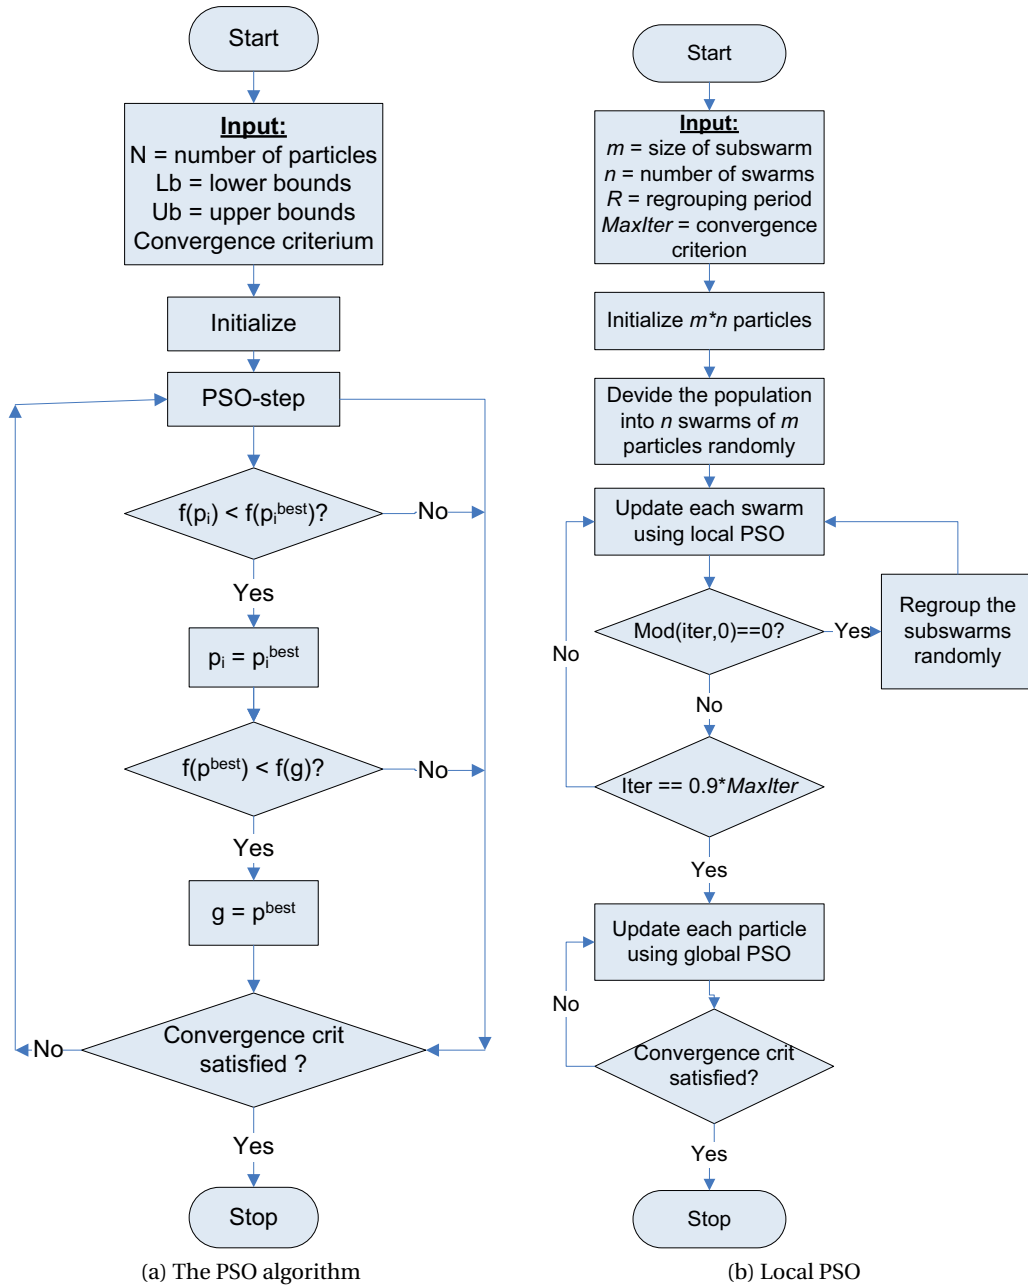 Start
Input:
N = number of particles
Lb = lower bounds
Ub = upper bounds
Convergence criterium
Initialize
PSO-step
f(pᵢ) < f(pᵢᵇᵉˢᵗ)?
No
Yes
pᵢ = pᵢᵇᵉˢᵗ
f(pᵇᵉˢᵗ) < f(g)?
No
Yes
g = pᵇᵉˢᵗ
Convergence crit
satisfied ?
No
Yes
Stop
(a) The PSO algorithm
Start
Input:
m = size of subswarm
n = number of swarms
R = regrouping period
MaxIter = convergence
criterion
Initialize m*n particles
Devide the population
into n swarms of m
particles randomly
Update each swarm
using local PSO
Mod(iter,0)==0?
Yes
Regroup the
subswarms
randomly
No
No
Iter == 0.9*MaxIter
Yes
Update each particle
using global PSO
No
Convergence crit
satisfied?
Yes
Stop
(b) Local PSO